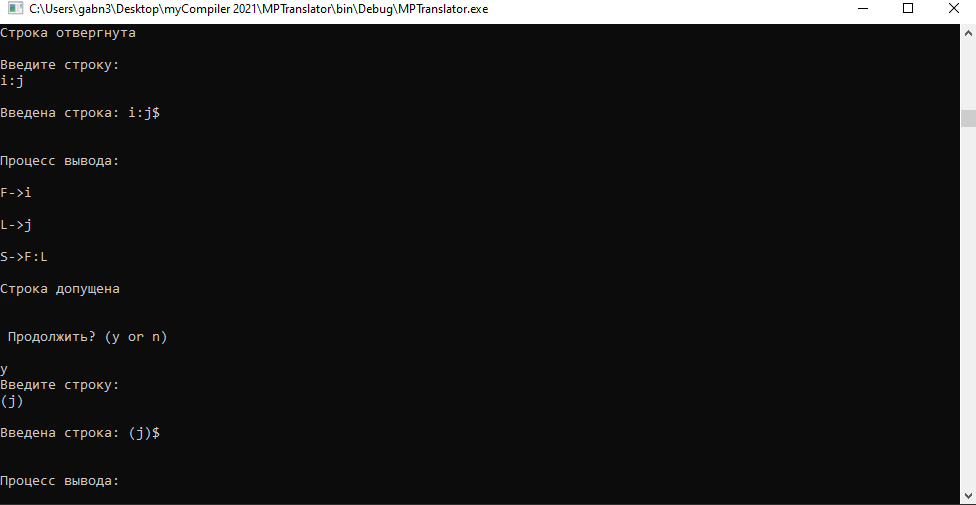 C:\Users\gabn3\Desktop\myCompiler 2021\MPTranslator\bin\Debug\MPTranslator.exe
Строка отвергнута
Введите строку:
i:j
Введена строка: i:j$
Процесс вывода:
F->i
L->j
S->F:L
Строка допущена
Продолжить? (y or n)
y
Введите строку:
(j)
Введена строка: (j)$
Процесс вывода: